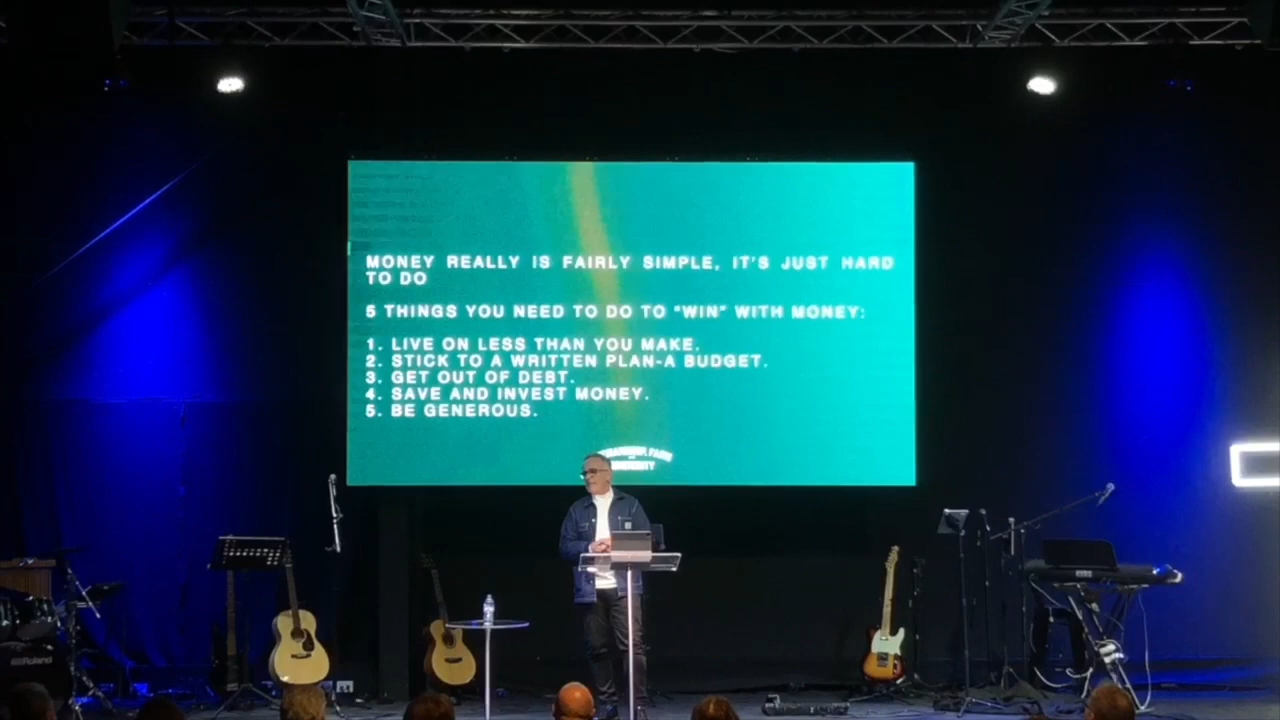 MONEY REALLY IS FAIRLY SIMPLE, IT'S JUST HARD
TO DO
5 THINGS YOU NEED TO DO TO "WIN" WITH MONEY:
1. LIVE ON LESS THAN YOU MAKE.
2. STICK TO A WRITTEN PLAN-A BUDGET.
3. GET OUT OF DEBT.
4. SAVE AND INVEST MONEY.
5. BE GENEROUS.
Roland